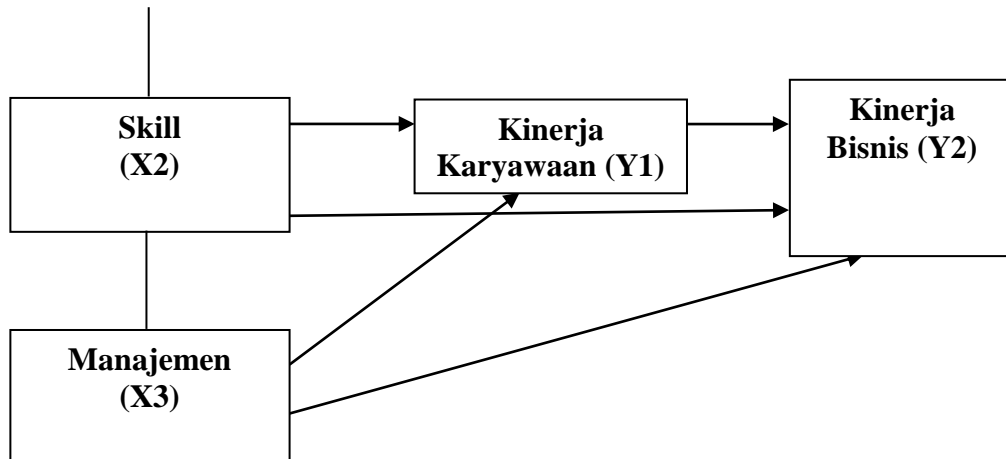 Skill
(X2)
Kinerja
Karyawaan (Y1)
Kinerja
Bisnis (Y2)
Manajemen
(X3)